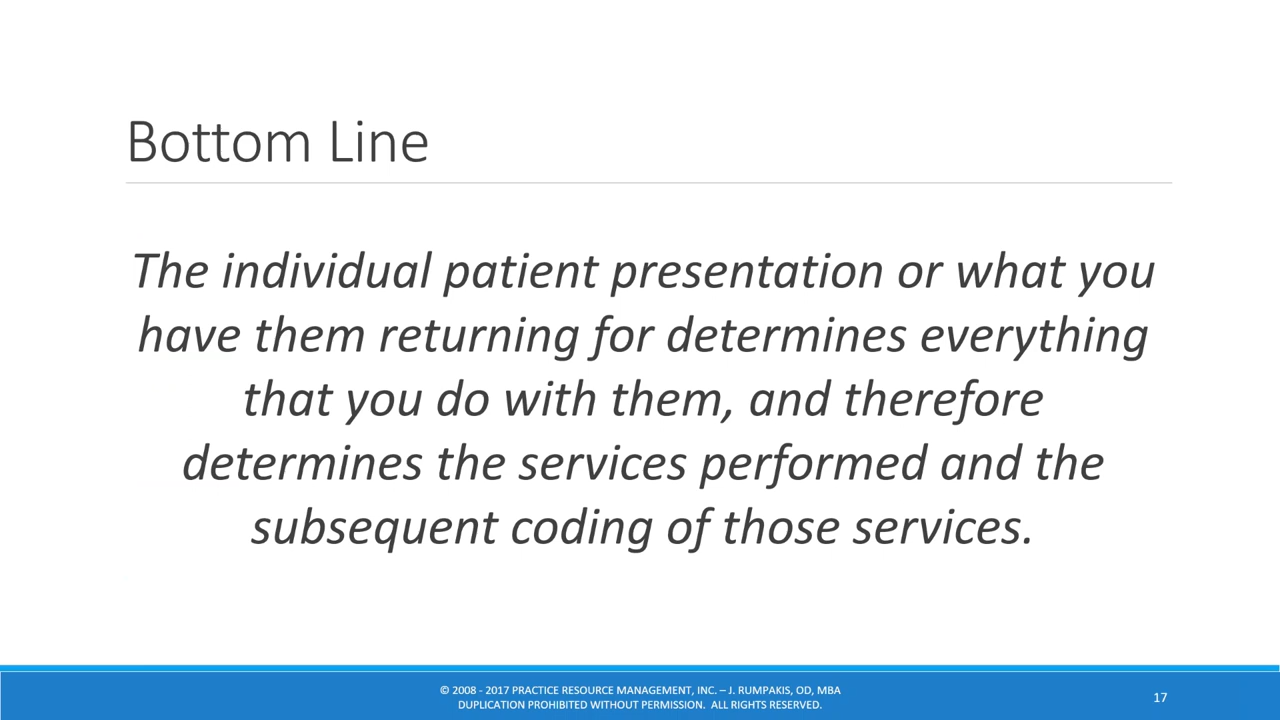 Bottom Line
The individual patient presentation or what you
have them returning for determines everything
that you do with them, and therefore
determines the services performed and the
subsequent coding of those services.
© 2008 - 2017 PRACTICE RESOURCE MANAGEMENT, INC. – J. RUMPAKIS, OD, MBA
DUPLICATION PROHIBITED WITHOUT PERMISSION. ALL RIGHTS RESERVED.
17